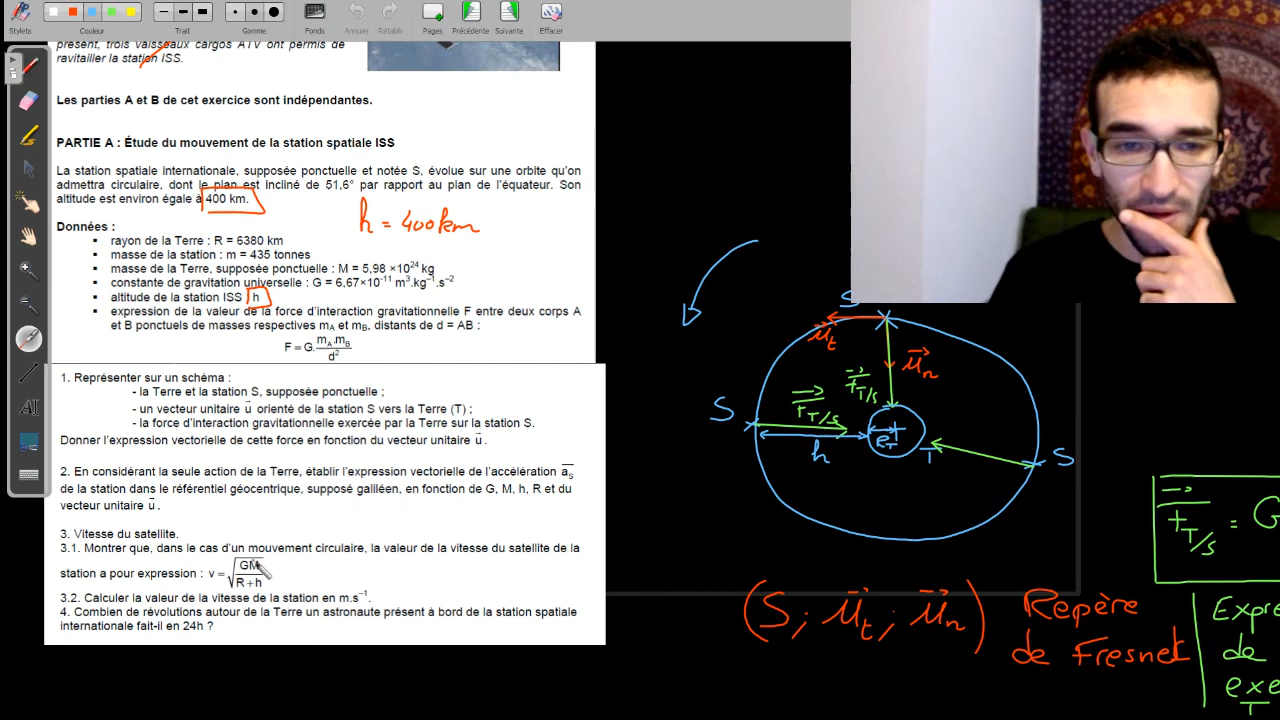 Stylets Couleur Trait Gomme Fonds Annuler Rétablir Pages Précédente Suivante Effacer
présent, trois vaisseaux cargos ATV ont permis de
ravitailler la station ISS.
Les parties A et B de cet exercice sont indépendantes.
PARTIE A : Étude du mouvement de la station spatiale ISS
La station spatiale internationale, supposée ponctuelle et notée S, évolue sur une orbite qu'on
admettra circulaire, dont le plan est incliné de 51,6° par rapport au plan de l'équateur. Son
altitude est environ égale à 400 km.
h = 400 km
Données :
▪ rayon de la Terre : R = 6380 km
▪ masse de la station : m = 435 tonnes
▪ masse de la Terre, supposée ponctuelle : M = 5,98 ×10²⁴ kg
▪ constante de gravitation universelle : G = 6,67×10⁻¹¹ m³.kg⁻¹.s⁻²
▪ altitude de la station ISS h
▪ expression de la valeur de la force d'interaction gravitationnelle F entre deux corps A
et B ponctuels de masses respectives mA et mB, distants de d = AB :
F = G. mA.mB / d²
1. Représenter sur un schéma :
- la Terre et la station S, supposée ponctuelle ;
- un vecteur unitaire u⃗ orienté de la station S vers la Terre (T) ;
- la force d'interaction gravitationnelle exercée par la Terre sur la station S.
Donner l'expression vectorielle de cette force en fonction du vecteur unitaire u⃗.
2. En considérant la seule action de la Terre, établir l'expression vectorielle de l'accélération a⃗S
de la station dans le référentiel géocentrique, supposé galiléen, en fonction de G, M, h, R et du
vecteur unitaire u⃗.
3. Vitesse du satellite.
3.1. Montrer que, dans le cas d'un mouvement circulaire, la valeur de la vitesse du satellite de la
station a pour expression : v = √(GM / R + h)
3.2. Calculer la valeur de la vitesse de la station en m.s⁻¹.
4. Combien de révolutions autour de la Terre un astronaute présent à bord de la station spatiale
internationale fait-il en 24h ?
S
u⃗t
u⃗n
F⃗T/S
F⃗T/S
S
h
RT
T
S
F⃗T/S = G
(S; u⃗t; u⃗n) Repère
de Fresnet
Expre
de
exe